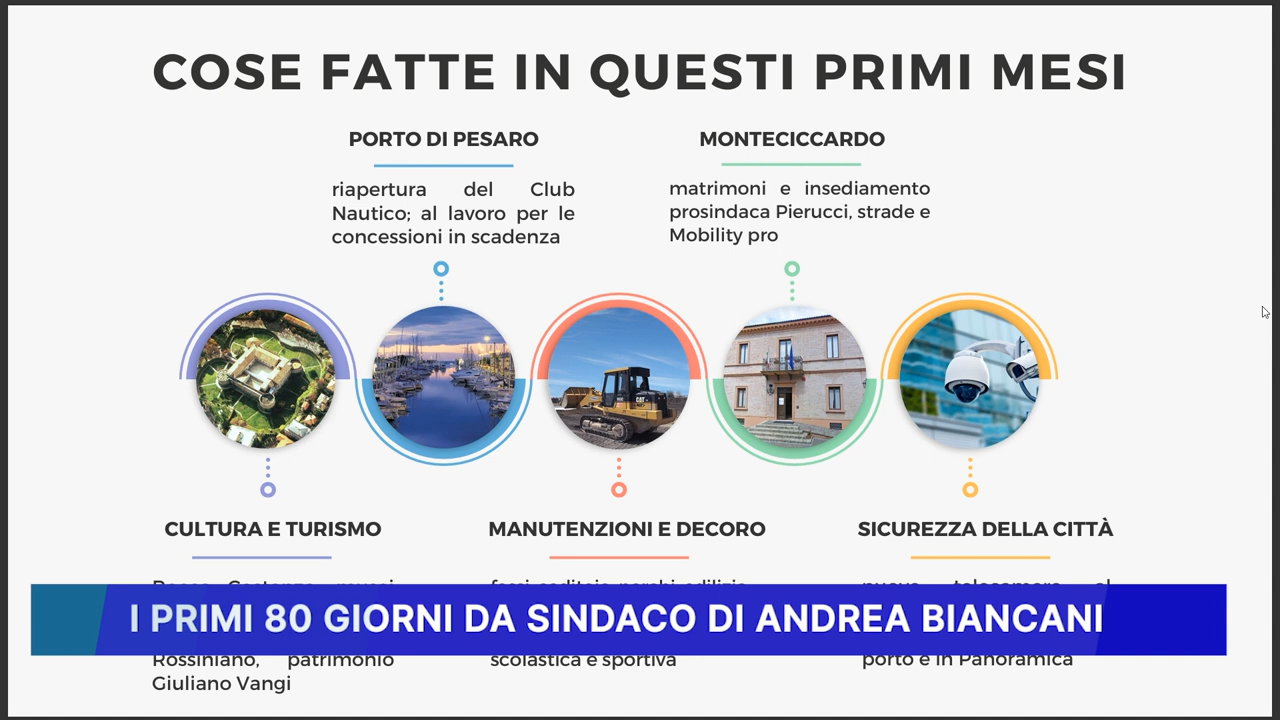 COSE FATTE IN QUESTI PRIMI MESI
PORTO DI PESARO
riapertura del Club
Nautico; al lavoro per le
concessioni in scadenza
MONTECICCARDO
matrimoni e insediamento
prosindaca Pierucci, strade e
Mobility pro
CULTURA E TURISMO
Rossiniano, patrimonio
Giuliano Vangi
MANUTENZIONI E DECORO
scolastica e sportiva
SICUREZZA DELLA CITTÀ
porto e in Panoramica
I PRIMI 80 GIORNI DA SINDACO DI ANDREA BIANCANI